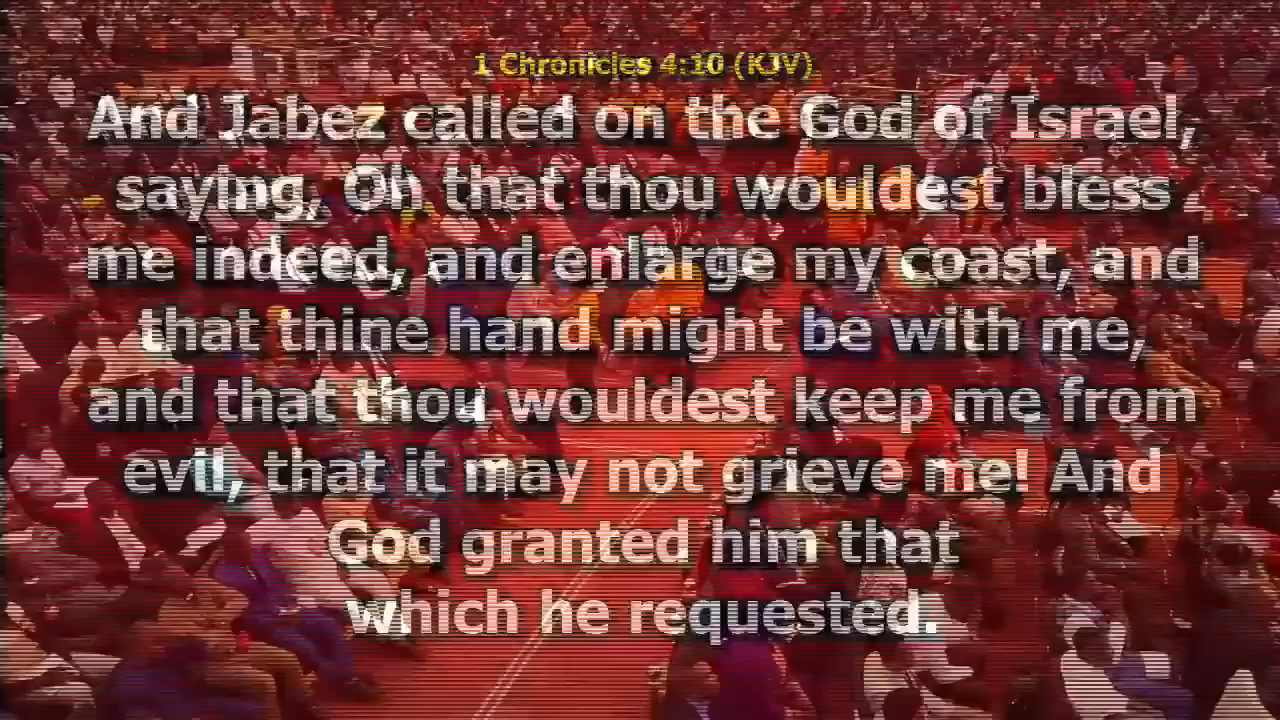 1 Chronicles 4:10 (KJV)
And Jabez called on the God of Israel,
saying, Oh that thou wouldest bless
me indeed, and enlarge my coast, and
that thine hand might be with me,
and that thou wouldest keep me from
evil, that it may not grieve me! And
God granted him that
which he requested.